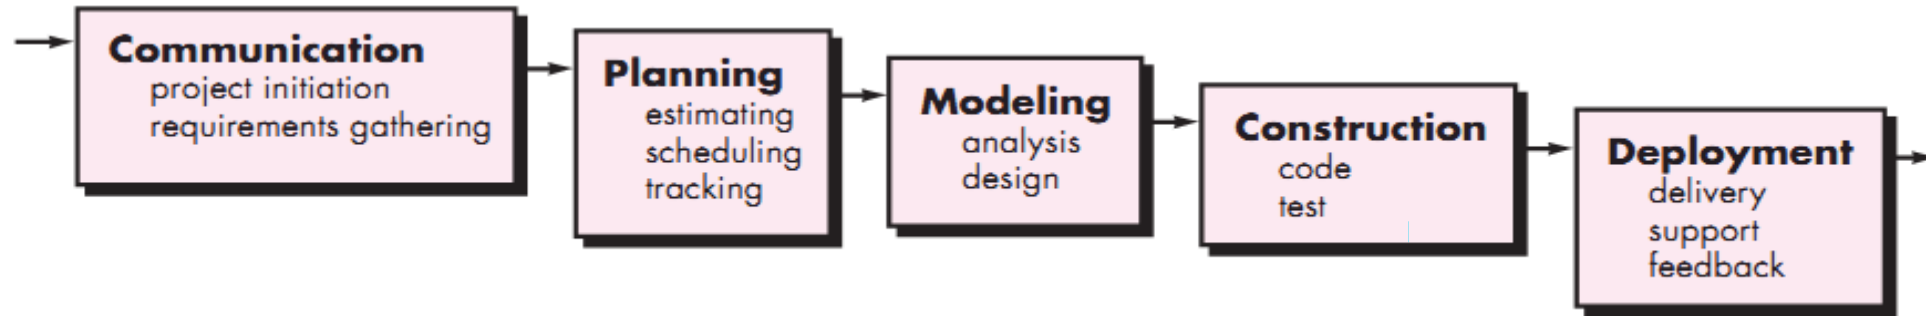 Communication
project initiation
requirements gathering
Planning
estimating
scheduling
tracking
Modeling
analysis
design
Construction
code
test
Deployment
delivery
support
feedback